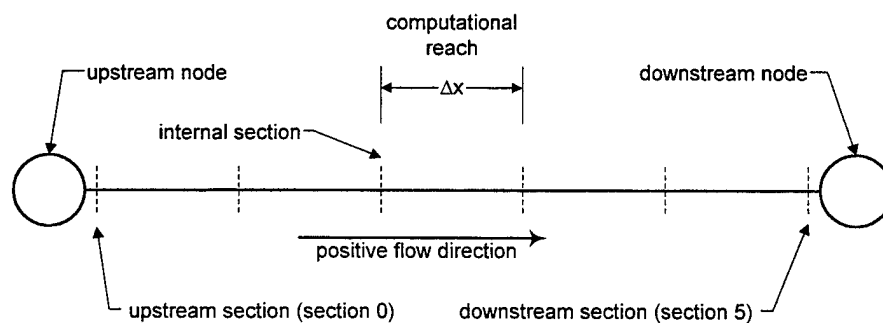 computational
reach
upstream node
downstream node
Δx
internal section
positive flow direction
upstream section (section 0)
downstream section (section 5)